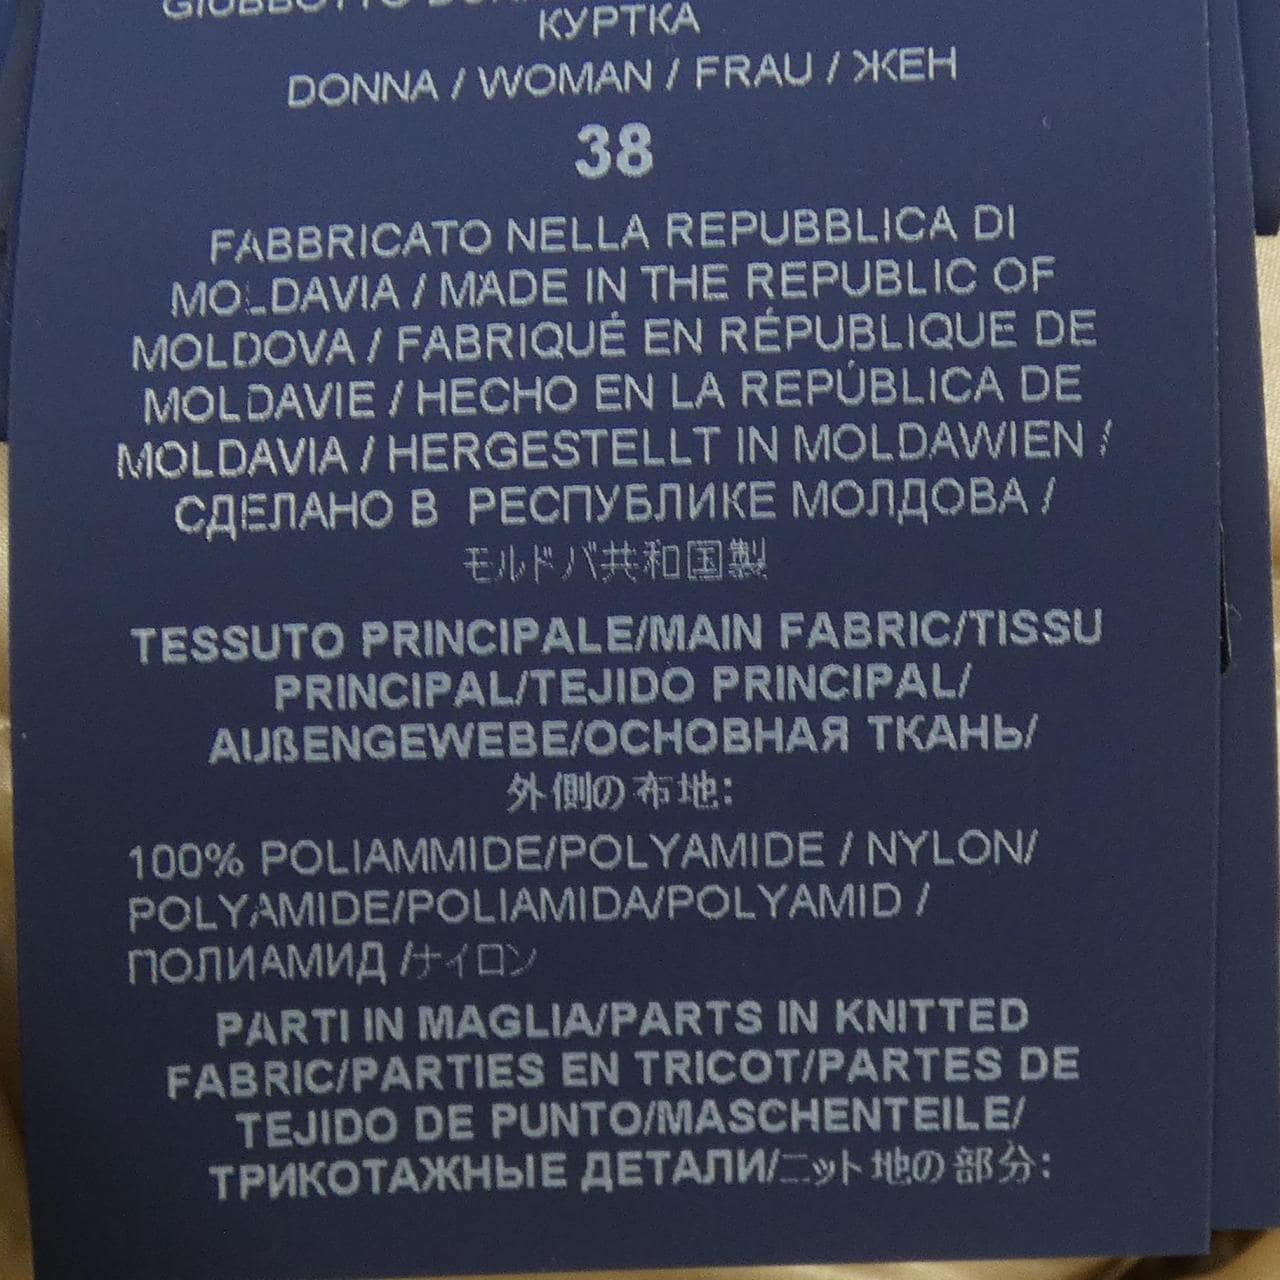 GIUBBOTTO
КУРТКА
DONNA / WOMAN / FRAU / ЖЕН
38
FABBRICATO NELLA REPUBBLICA DI
MOLDAVIA / MADE IN THE REPUBLIC OF
MOLDOVA / FABRIQUÉ EN RÉPUBLIQUE DE
MOLDAVIE / HECHO EN LA REPÚBLICA DE
MOLDAVIA / HERGESTELLT IN MOLDAWIEN /
СДЕЛАНО В РЕСПУБЛИКЕ МОЛДОВА /
モルドバ共和国製
TESSUTO PRINCIPALE/MAIN FABRIC/TISSU
PRINCIPAL/TEJIDO PRINCIPAL/
AUßENGEWEBE/ОСНОВНАЯ ТКАНЬ/
外側の布地:
100% POLIAMMIDE/POLYAMIDE / NYLON/
POLYAMIDE/POLIAMIDA/POLYAMID /
ПОЛИАМИД /ナイロン
PARTI IN MAGLIA/PARTS IN KNITTED
FABRIC/PARTIES EN TRICOT/PARTES DE
TEJIDO DE PUNTO/MASCHENTEILE/
ТРИКОТАЖНЫЕ ДЕТАЛИ/ニット地の部分: